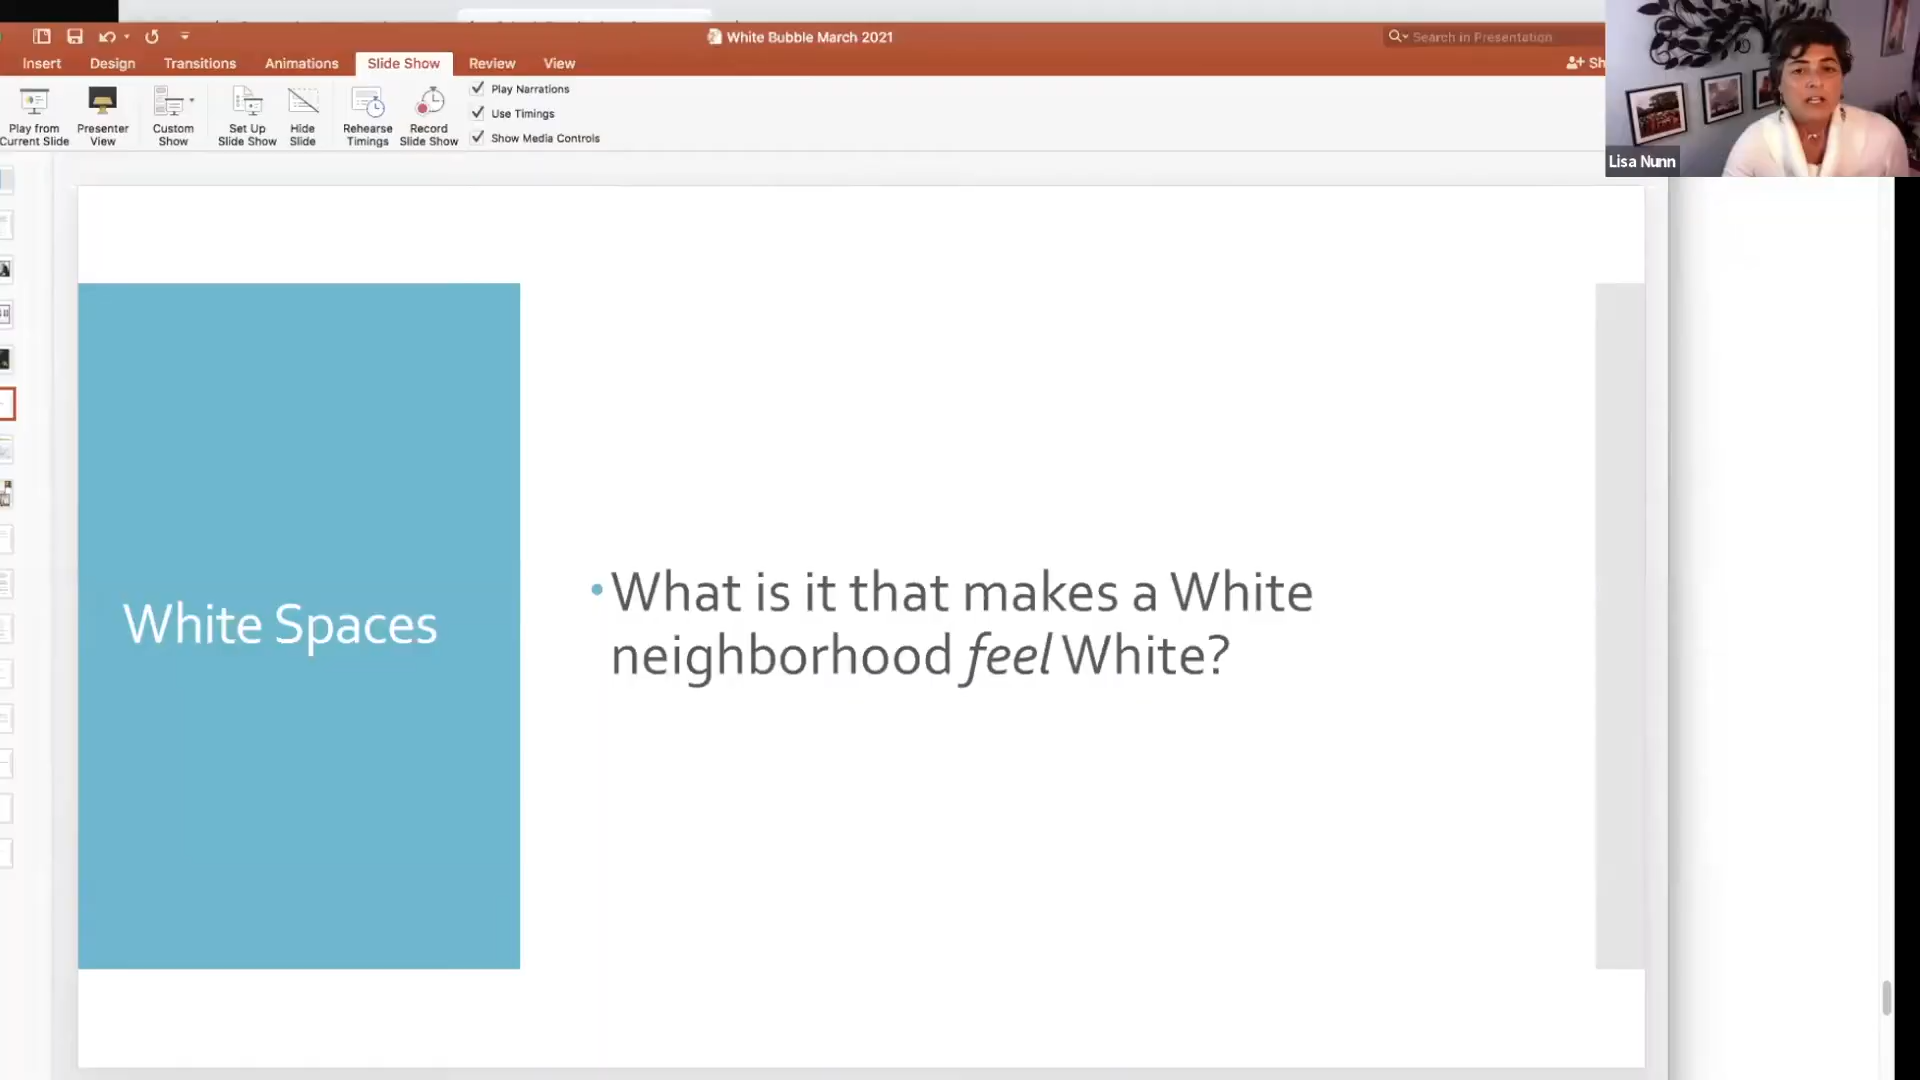 White Bubble March 2021
Search in Presentation
Insert Design Transitions Animations Slide Show Review View
Sh
Play from Current Slide
Presenter View
Custom Show
Set Up Slide Show
Hide Slide
Rehearse Timings
Record Slide Show
Play Narrations
Use Timings
Show Media Controls
Lisa Nunn
White Spaces
• What is it that makes a White
neighborhood feel White?